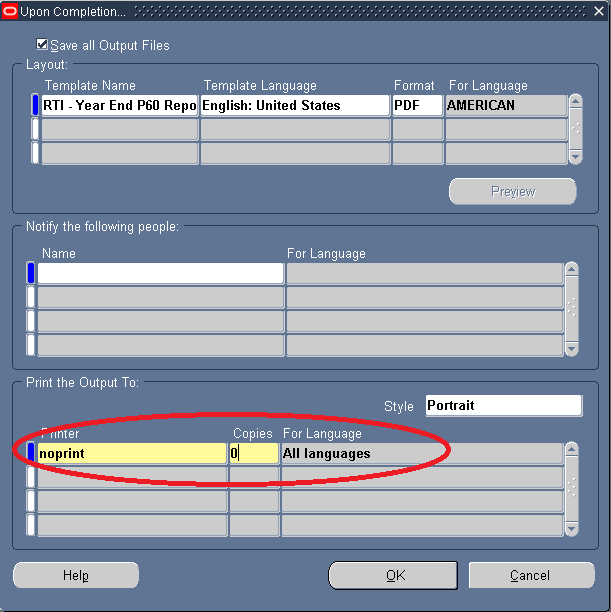 Upon Completion...
Save all Output Files
Layout:
Template Name Template Language Format For Language
RTI - Year End P60 Repo English: United States PDF AMERICAN
Preview
Notify the following people:
Name For Language
Print the Output To:
Style Portrait
Printer Copies For Language
noprint 0 All languages
Help OK Cancel